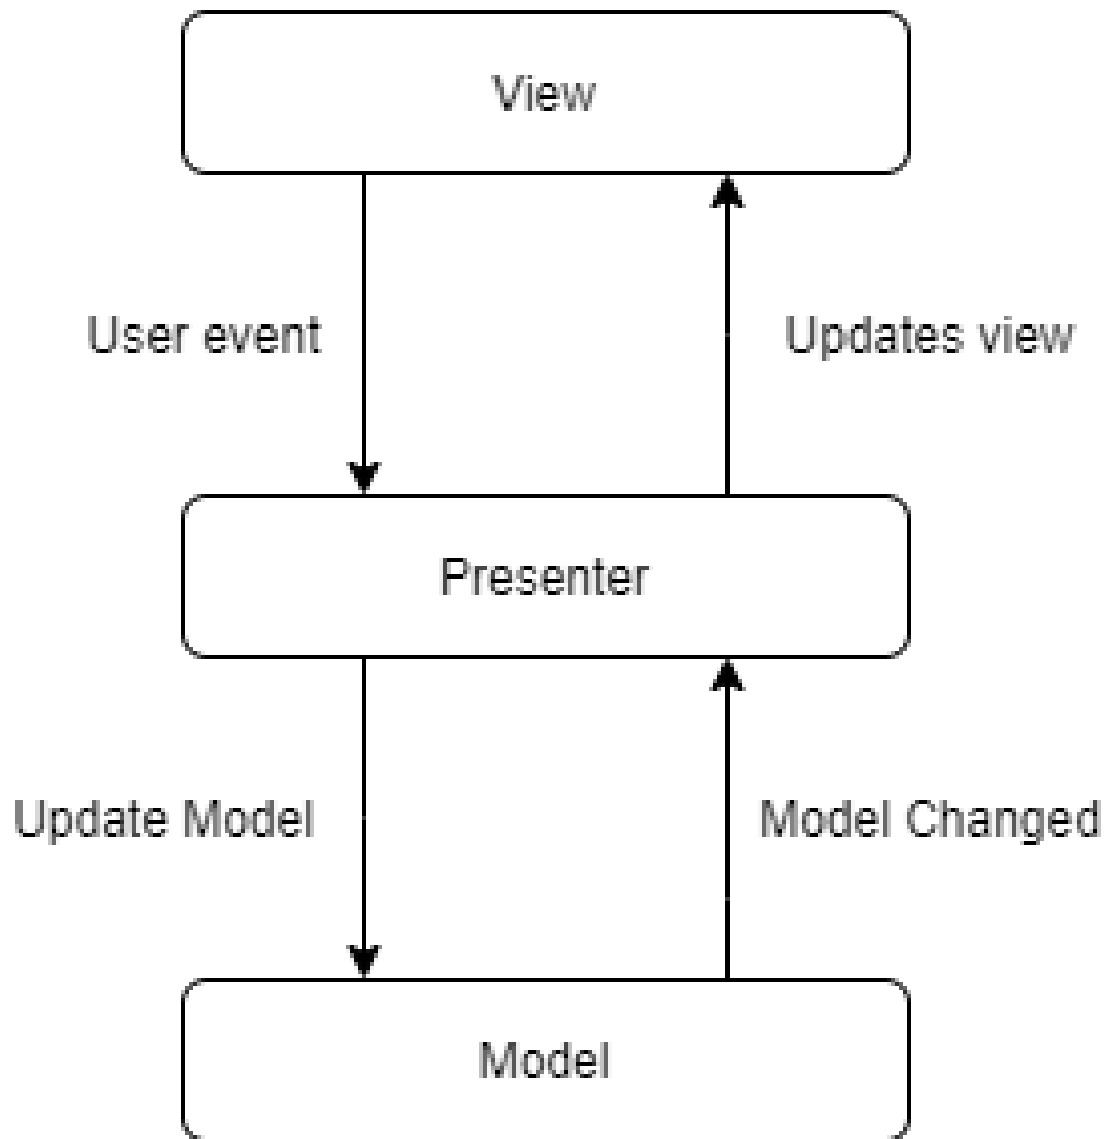 View
User event
Updates view
Presenter
Update Model
Model Changed
Model